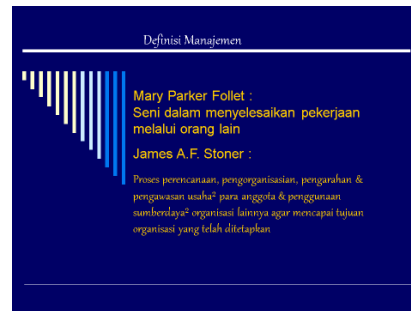 Definisi Manajemen
Mary Parker Follet :
Seni dalam menyelesaikan pekerjaan
melalui orang lain
James A.F. Stoner :
Proses perencanaan, pengorganisasian, pengarahan &
pengawasan usaha² para anggota & penggunaan
sumberdaya² organisasi lainnya agar mencapai tujuan
organisasi yang telah ditetapkan